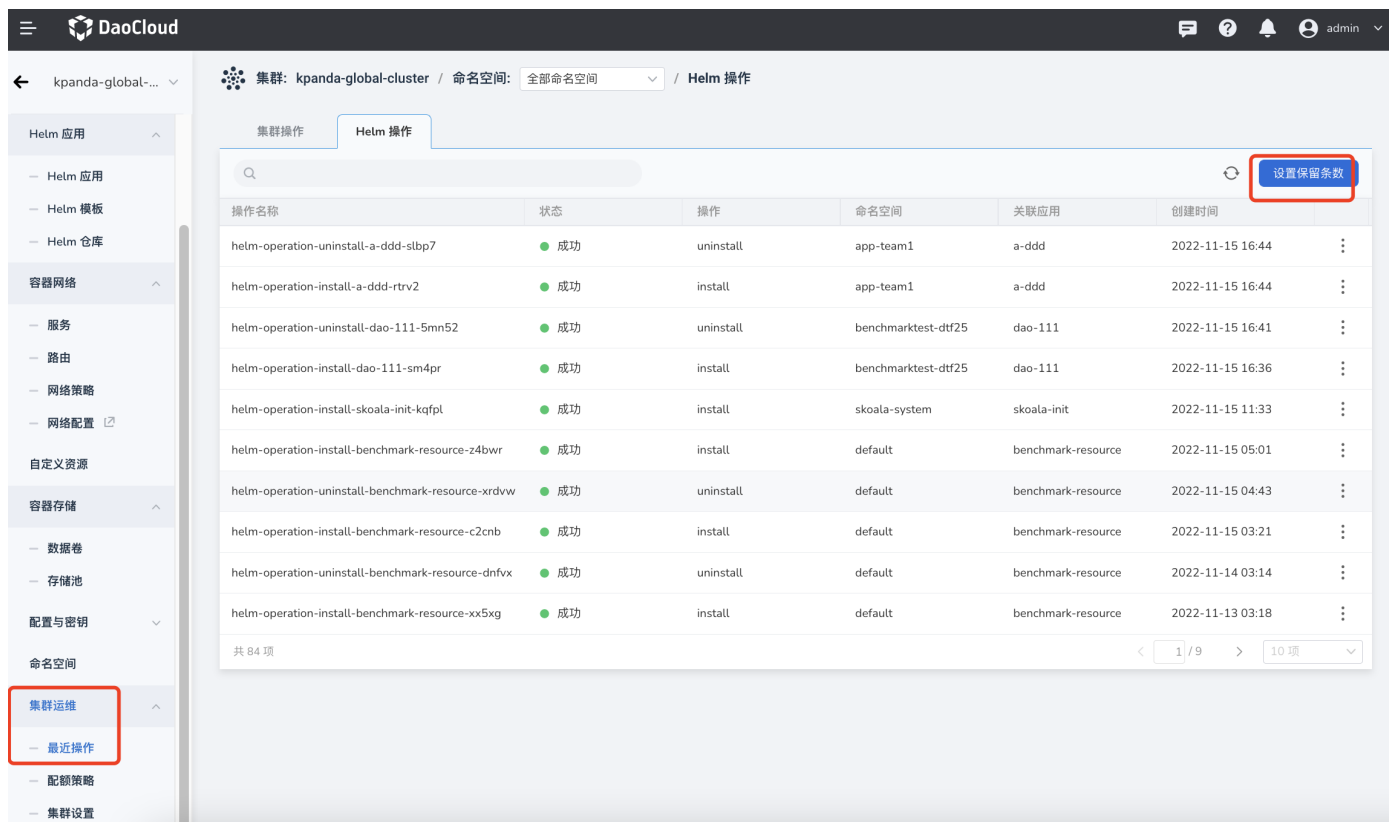 DaoCloud
admin
kpanda-global-...
集群: kpanda-global-cluster / 命名空间: 全部命名空间 / Helm 操作
Helm 应用
Helm 应用
Helm 模板
Helm 仓库
容器网络
服务
路由
网络策略
网络配置
自定义资源
容器存储
数据卷
存储池
配置与密钥
命名空间
集群运维
最近操作
配额策略
集群设置
集群操作 Helm 操作
设置保留条数
操作名称 状态 操作 命名空间 关联应用 创建时间
helm-operation-uninstall-a-ddd-slbp7 成功 uninstall app-team1 a-ddd 2022-11-15 16:44
helm-operation-install-a-ddd-rtrv2 成功 install app-team1 a-ddd 2022-11-15 16:44
helm-operation-uninstall-dao-111-5mn52 成功 uninstall benchmarktest-dtf25 dao-111 2022-11-15 16:41
helm-operation-install-dao-111-sm4pr 成功 install benchmarktest-dtf25 dao-111 2022-11-15 16:36
helm-operation-install-skoala-init-kqfpl 成功 install skoala-system skoala-init 2022-11-15 11:33
helm-operation-install-benchmark-resource-z4bwr 成功 install default benchmark-resource 2022-11-15 05:01
helm-operation-uninstall-benchmark-resource-xrdvw 成功 uninstall default benchmark-resource 2022-11-15 04:43
helm-operation-install-benchmark-resource-c2cnb 成功 install default benchmark-resource 2022-11-15 03:21
helm-operation-uninstall-benchmark-resource-dnfvx 成功 uninstall default benchmark-resource 2022-11-14 03:14
helm-operation-install-benchmark-resource-xx5xg 成功 install default benchmark-resource 2022-11-13 03:18
共 84 项 1 / 9 10 项